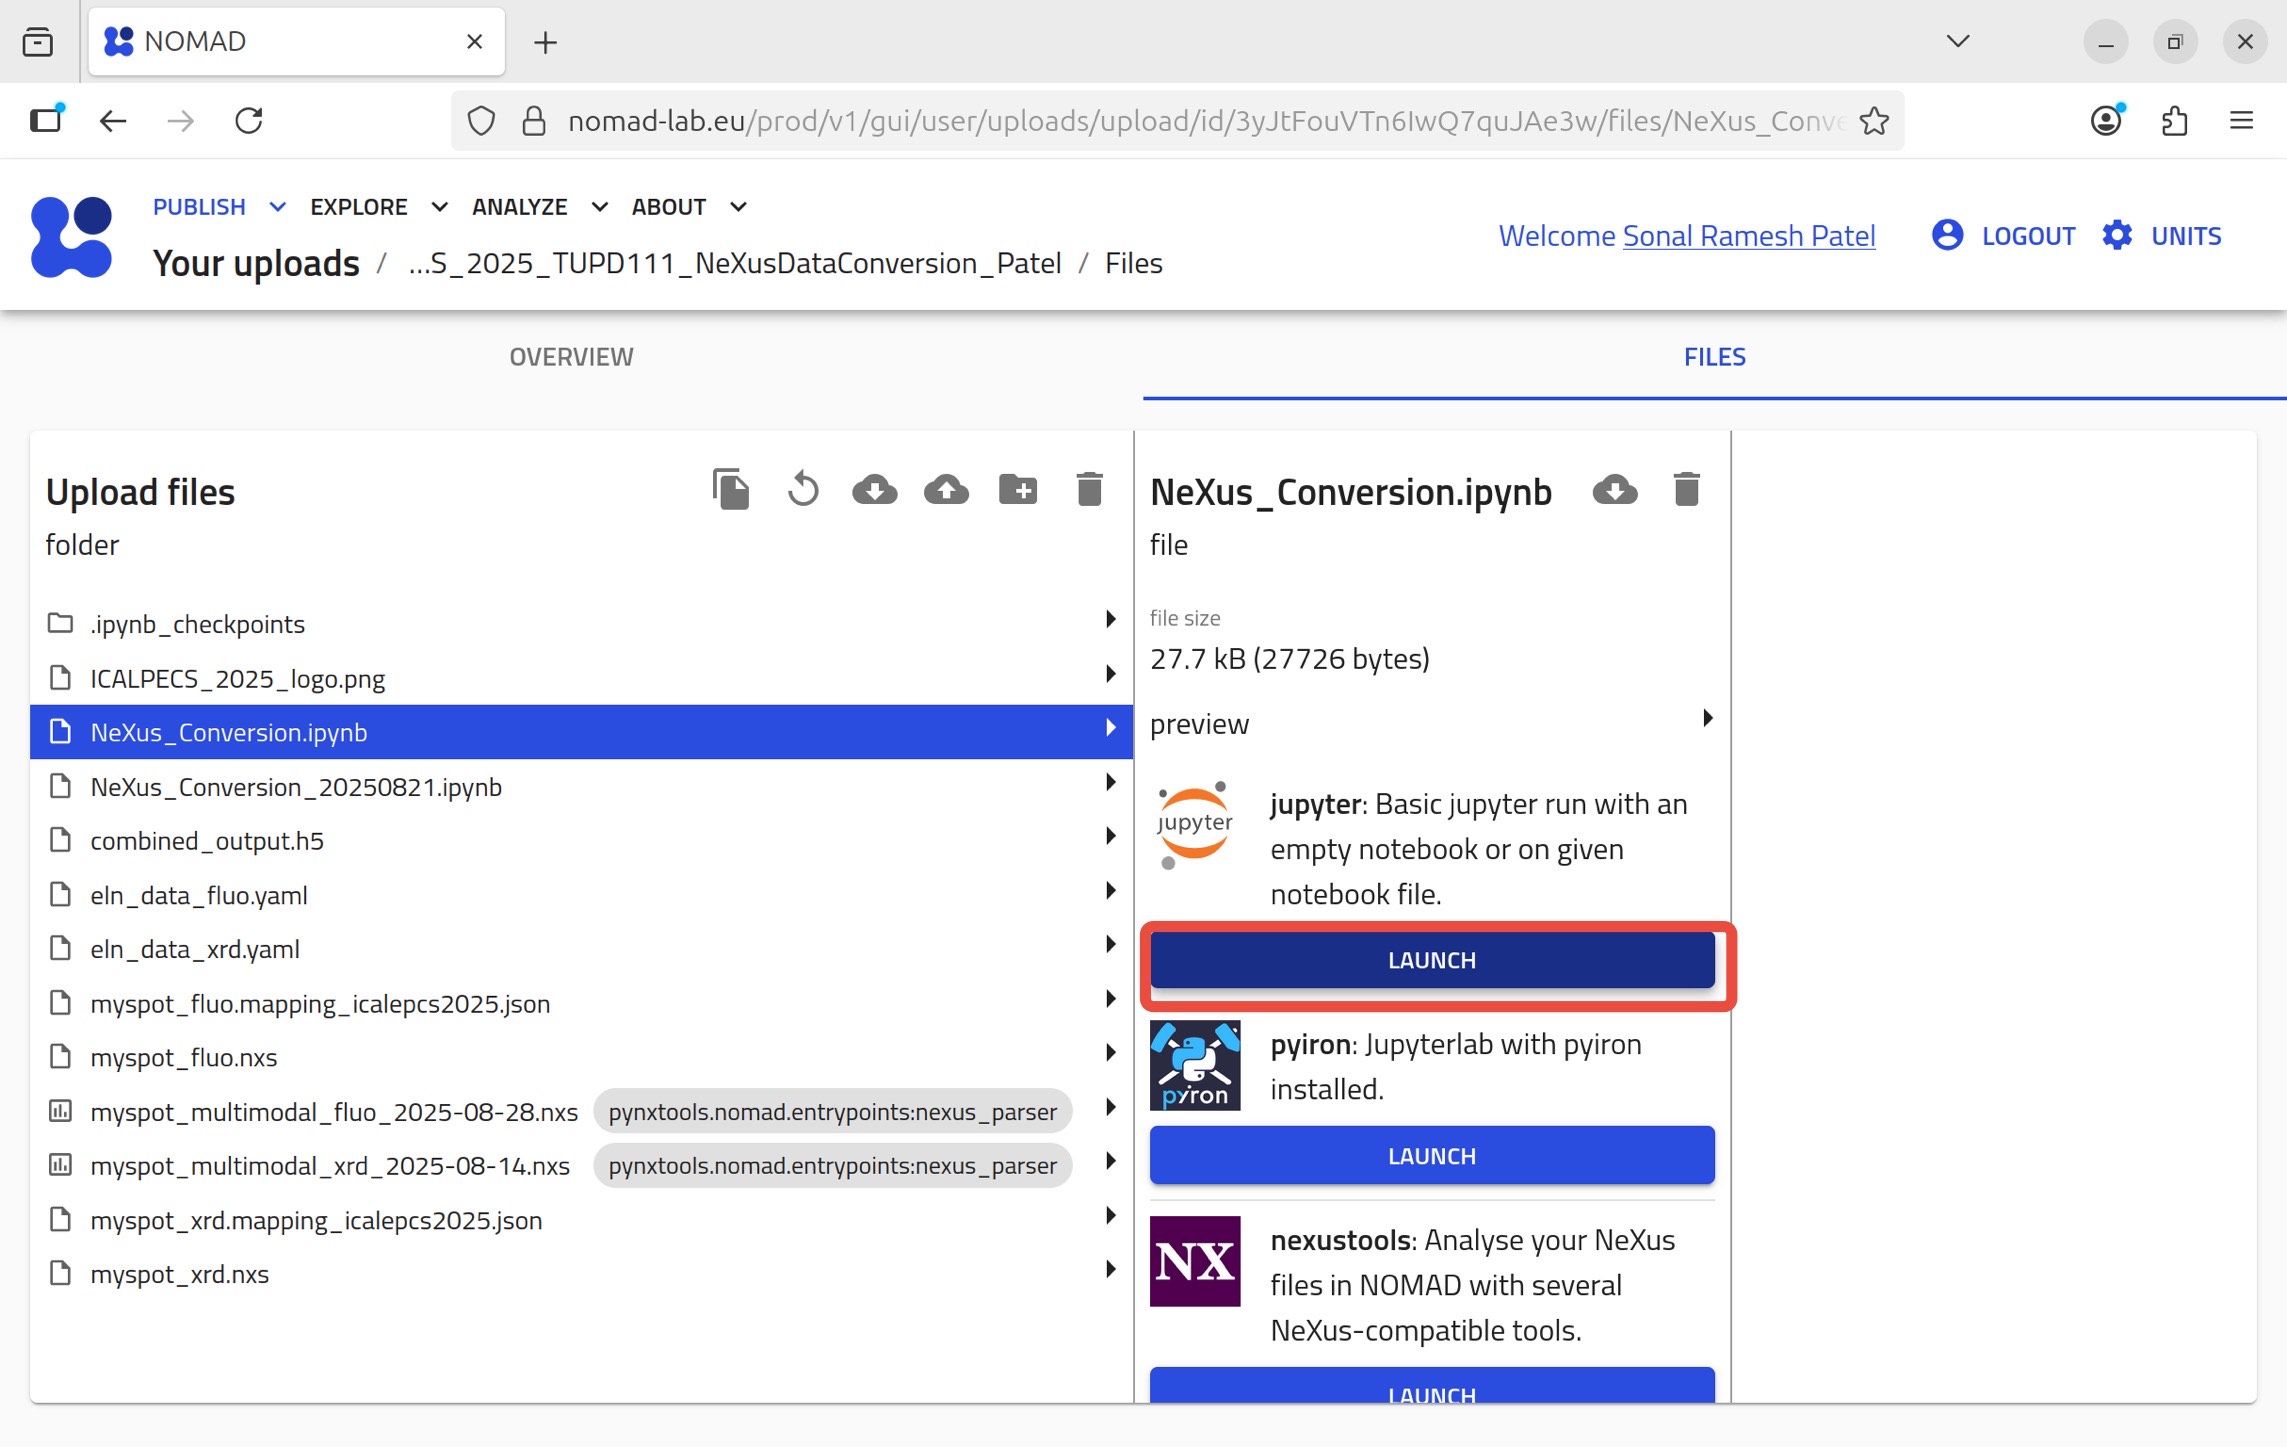 NOMAD
nomad-lab.eu/prod/v1/gui/user/uploads/upload/id/3yJtFouVTn6IwQ7quJAe3w/files/NeXus_Conve
PUBLISH EXPLORE ANALYZE ABOUT
Your uploads / ...S_2025_TUPD111_NeXusDataConversion_Patel / Files
Welcome Sonal Ramesh Patel LOGOUT UNITS
OVERVIEW FILES
Upload files
folder
.ipynb_checkpoints
ICALPECS_2025_logo.png
NeXus_Conversion.ipynb
NeXus_Conversion_20250821.ipynb
combined_output.h5
eln_data_fluo.yaml
eln_data_xrd.yaml
myspot_fluo.mapping_icalepcs2025.json
myspot_fluo.nxs
myspot_multimodal_fluo_2025-08-28.nxs pynxtools.nomad.entrypoints:nexus_parser
myspot_multimodal_xrd_2025-08-14.nxs pynxtools.nomad.entrypoints:nexus_parser
myspot_xrd.mapping_icalepcs2025.json
myspot_xrd.nxs
NeXus_Conversion.ipynb
file
file size
27.7 kB (27726 bytes)
preview
jupyter
jupyter: Basic jupyter run with an
empty notebook or on given
notebook file.
LAUNCH
pyiron
pyiron: Jupyterlab with pyiron
installed.
LAUNCH
NX
nexustools: Analyse your NeXus
files in NOMAD with several
NeXus-compatible tools.
LAUNCH